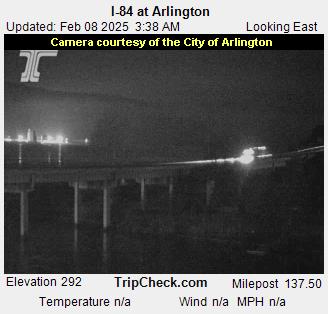 I-84 at Arlington
Updated: Feb 08 2025 3:38 AM Looking East
Camera courtesy of the City of Arlington
Elevation 292 TripCheck.com Milepost 137.50
Temperature n/a Wind n/a MPH n/a